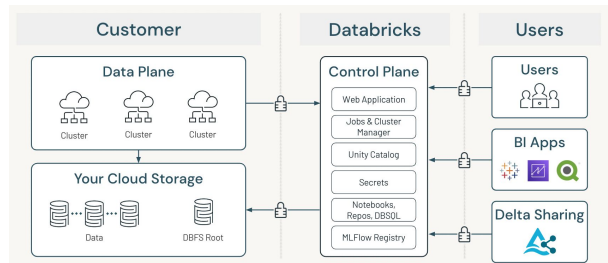 Customer
Databricks
Users
Data Plane
Cluster
Cluster
Cluster
Your Cloud Storage
Data
DBFS Root
Control Plane
Web Application
Jobs & Cluster
Manager
Unity Catalog
Secrets
Notebooks,
Repos, DBSQL
MLFlow Registry
Users
BI Apps
Delta Sharing